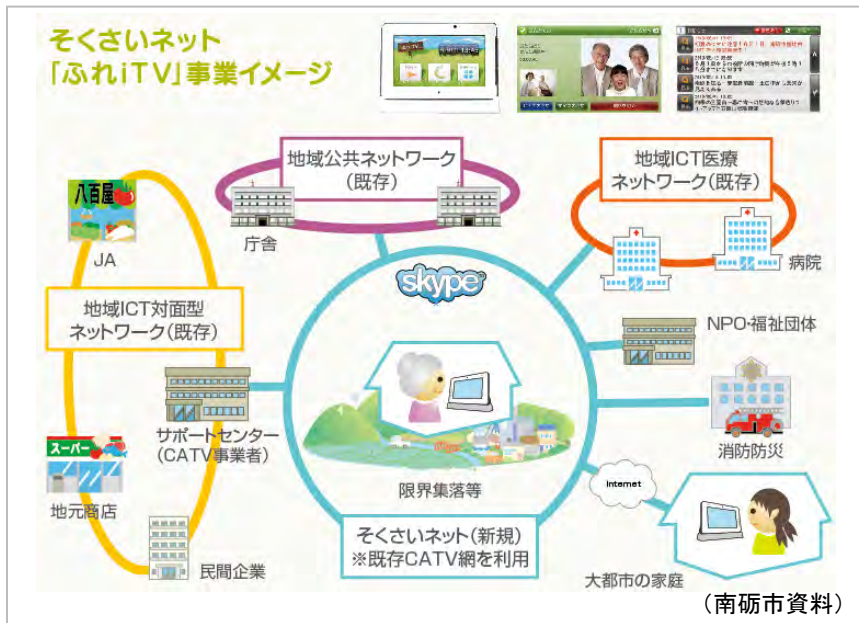 そくさいネット
「ふれiTV」事業イメージ
地域公共ネットワーク
(既存)
地域ICT医療
ネットワーク(既存)
八百屋
JA
庁舎
病院
skype
地域ICT対面型
ネットワーク(既存)
NPO・福祉団体
サポートセンター
(CATV事業者)
消防防災
スーパー
地元商店
限界集落等
Internet
そくさいネット(新規)
※既存CATV網を利用
民間企業
大都市の家庭
(南砺市資料)